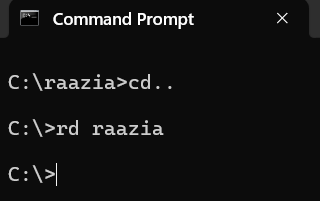 Command Prompt
C:\raazia>cd..
C:\>rd raazia
C:\>